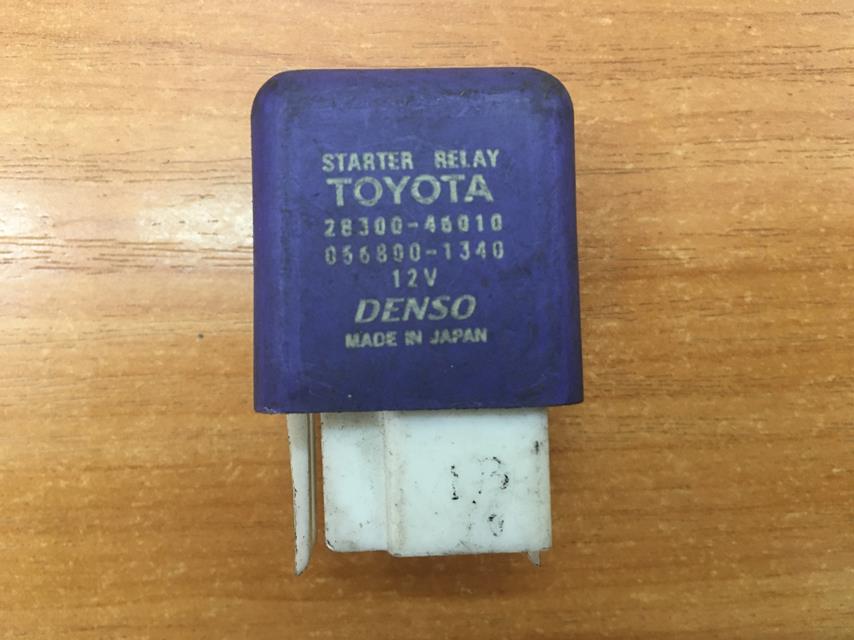 STARTER RELAY
TOYOTA
28300-46010
056800-1340
12V
DENSO
MADE IN JAPAN